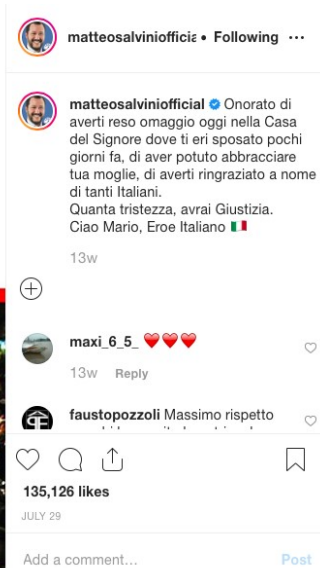 matteosalviniofficia • Following •••
matteosalviniofficial Onorato di
averti reso omaggio oggi nella Casa
del Signore dove ti eri sposato pochi
giorni fa, di aver potuto abbracciare
tua moglie, di averti ringraziato a nome
di tanti Italiani.
Quanta tristezza, avrai Giustizia.
Ciao Mario, Eroe Italiano 🇮🇹
13w
maxi_6_5_ ❤️❤️❤️
13w Reply
faustopozzoli Massimo rispetto
135,126 likes
JULY 29
Add a comment... Post